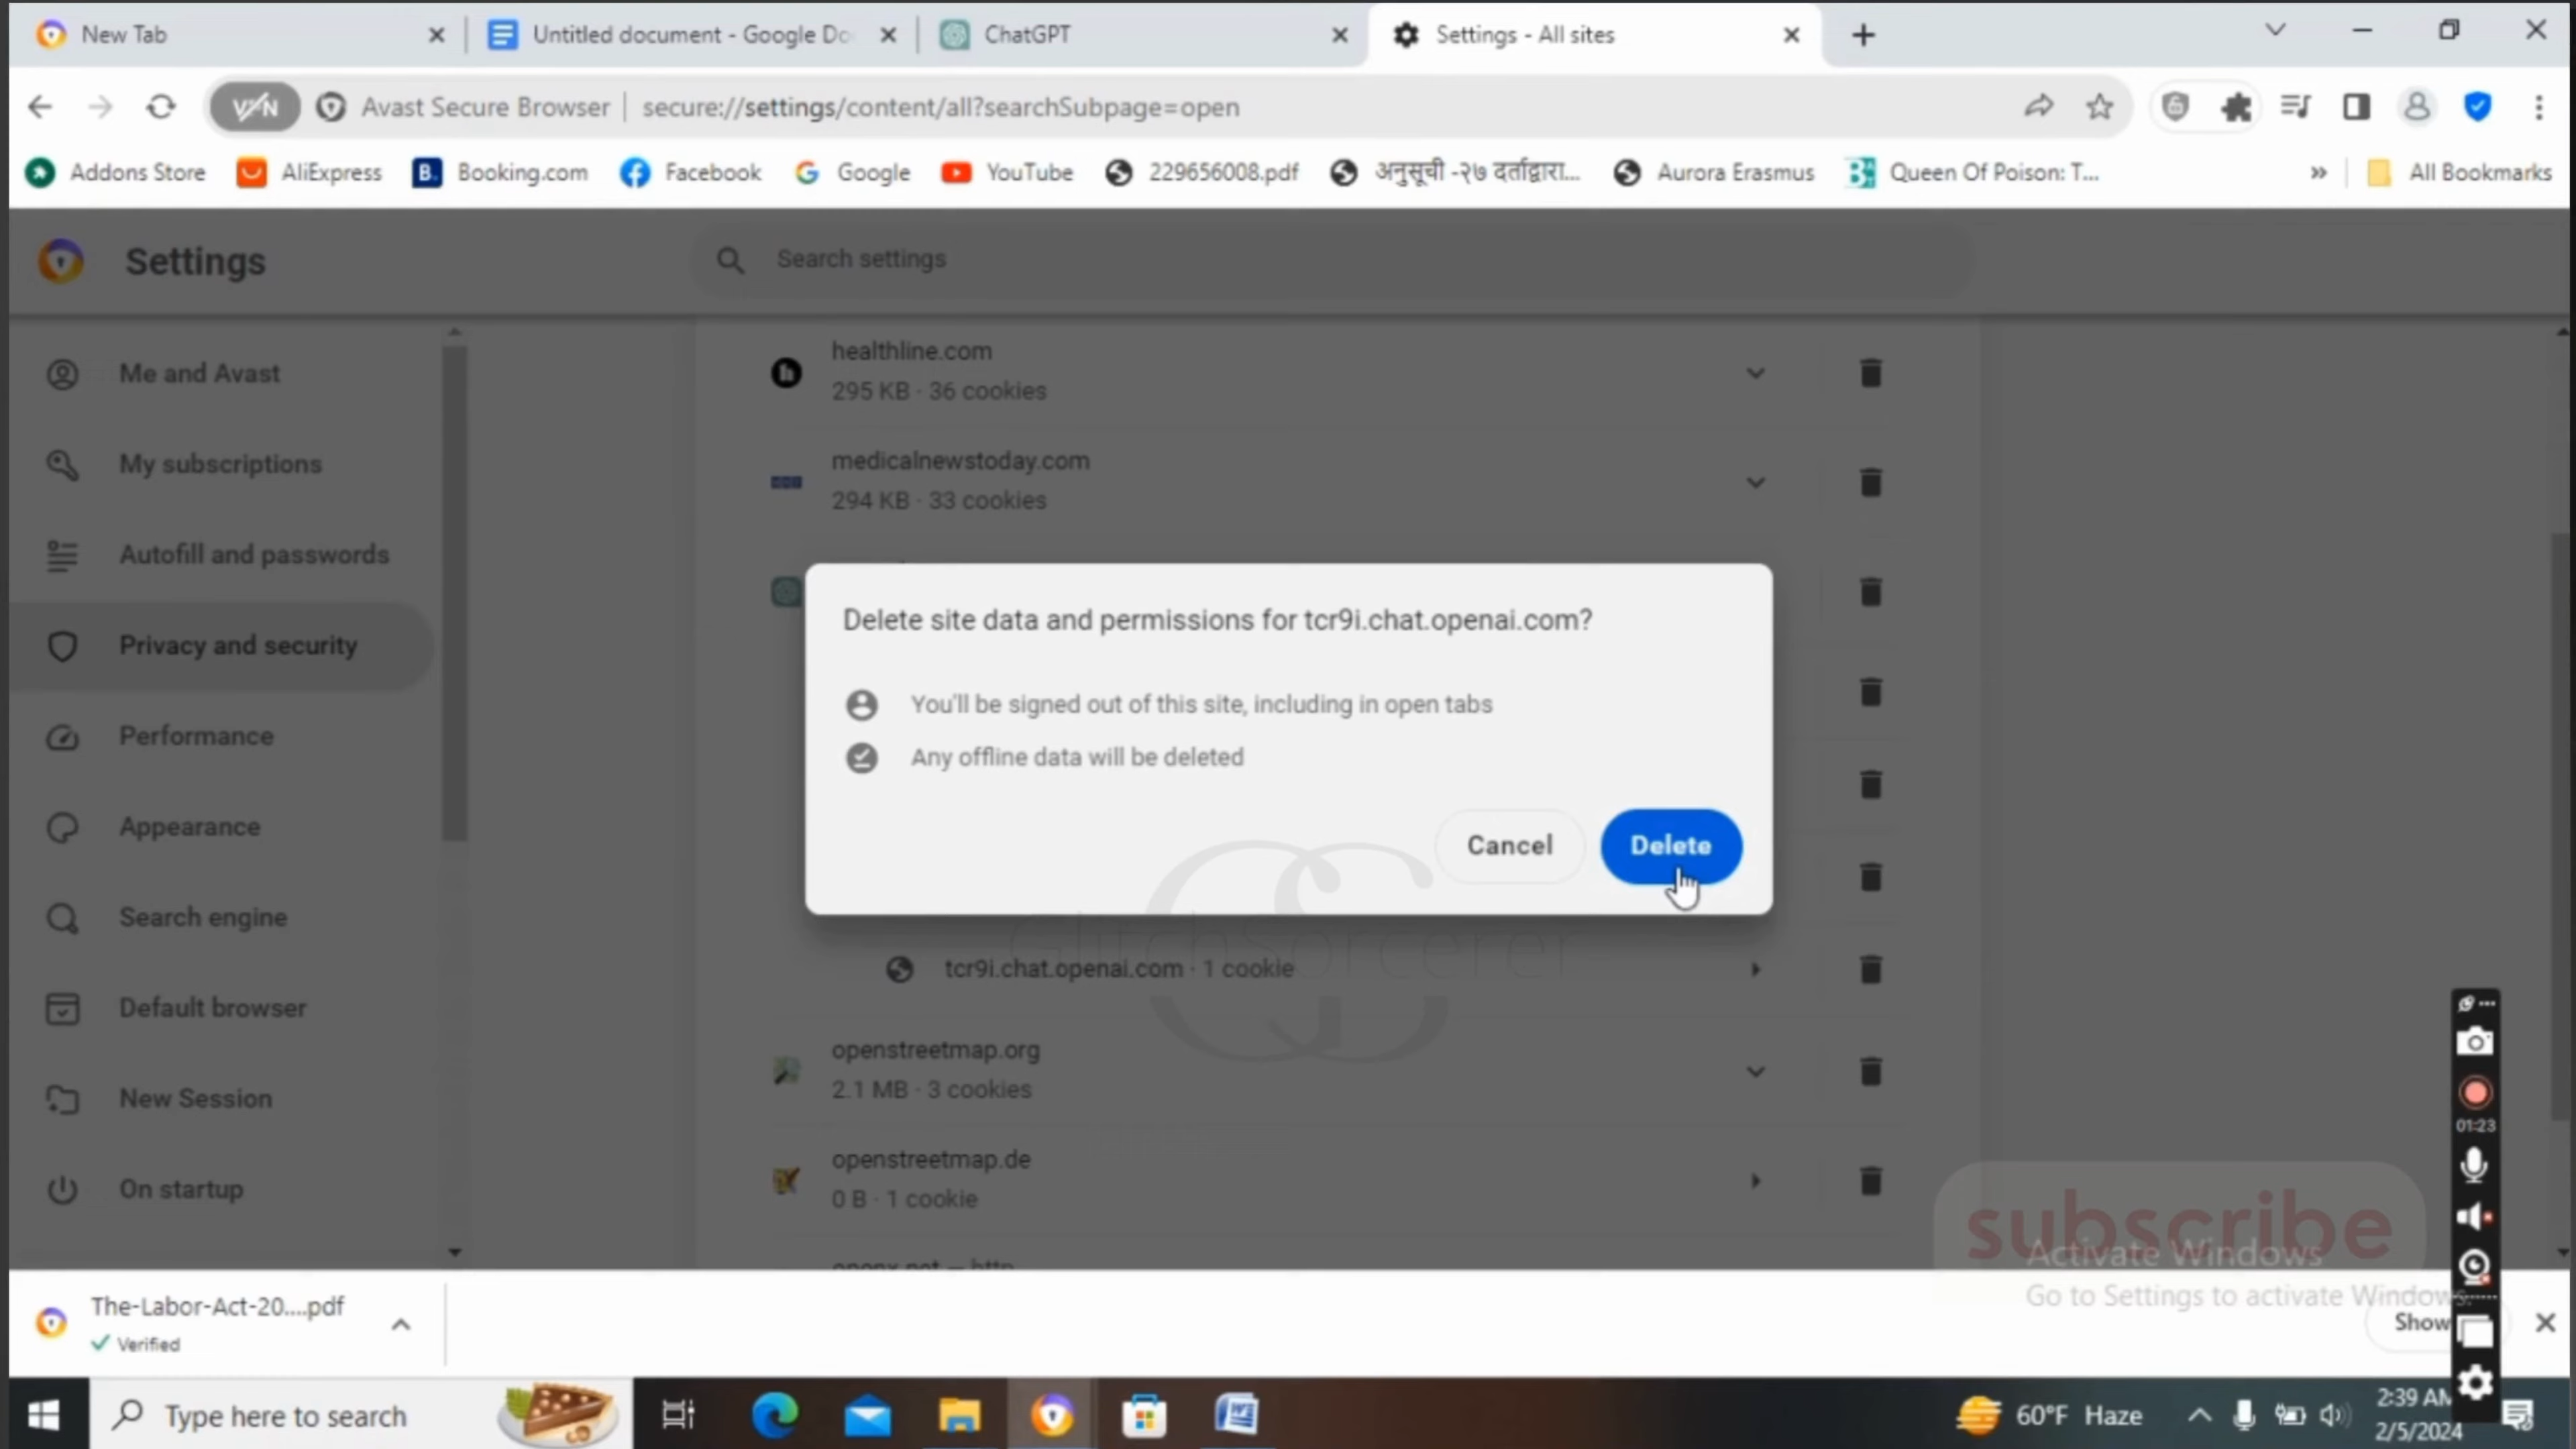 New Tab
Untitled document - Google Do
ChatGPT
Settings - All sites
VPN
Avast Secure Browser
secure://settings/content/all?searchSubpage=open
Addons Store
AliExpress
B.
Booking.com
Facebook
Google
YouTube
229656008.pdf
अनुसूची -२७ दर्ताद्वारा...
Aurora Erasmus
Queen Of Poison: T...
»
All Bookmarks
Settings
Search settings
Me and Avast
My subscriptions
Autofill and passwords
Privacy and security
Performance
Appearance
Search engine
Default browser
New Session
On startup
healthline.com
295 KB · 36 cookies
medicalnewstoday.com
294 KB · 33 cookies
Delete site data and permissions for tcr9i.chat.openai.com?
You'll be signed out of this site, including in open tabs
Any offline data will be deleted
Cancel
Delete
GlitchSorcerer
tcr9i.chat.openai.com · 1 cookie
openstreetmap.org
2.1 MB · 3 cookies
openstreetmap.de
0 B · 1 cookie
01:23
subscribe
Activate Windows
Go to Settings to activate Windows.
The-Labor-Act-20....pdf
Verified
Show
Type here to search
60°F Haze
2:39 AM
2/5/2024